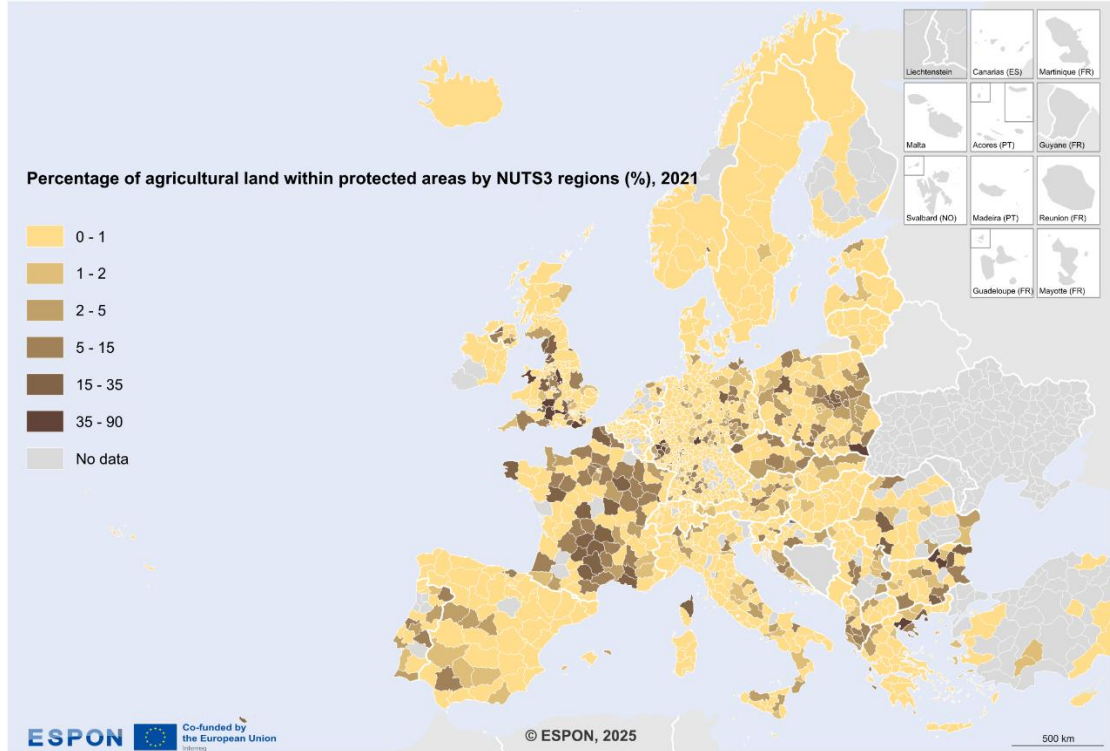 Liechtenstein
Canarias (ES)
Martinique (FR)
Malta
Acores (PT)
Guyane (FR)
Percentage of agricultural land within protected areas by NUTS3 regions (%), 2021
0 - 1
1 - 2
2 - 5
5 - 15
15 - 35
35 - 90
No data
Svalbard (NO)
Madeira (PT)
Reunion (FR)
Guadeloupe (FR)
Mayotte (FR)
ESPON
Co-funded by
the European Union
Interreg
© ESPON, 2025
500 km